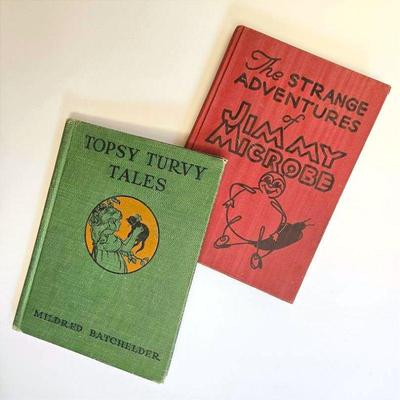 TOPSY TURVY
TALES
MILDRED BATCHELDER
The STRANGE
ADVENTURES
of
JIMMY
MICROBE